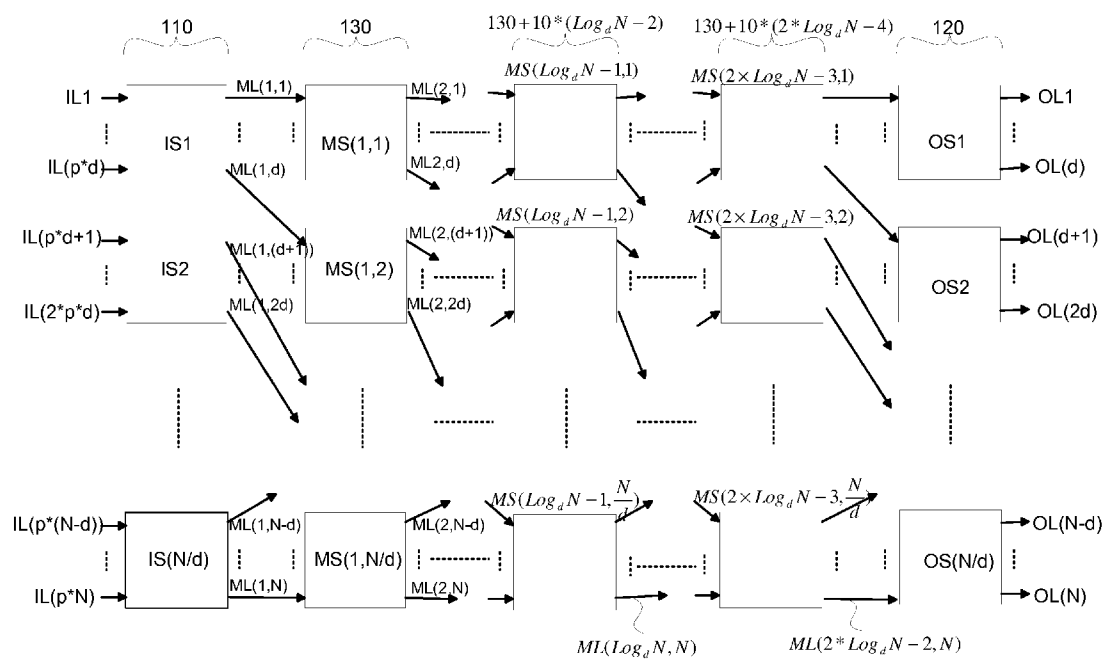 110 130 130+10*(Log_d N−2) 130+10*(2*Log_d N−4) 120
MS(Log_d N−1,1) MS(2×Log_d N−3,1)
IL1 ML(1,1) ML(2,1) OL1
IS1 MS(1,1) OS1
IL(p*d) ML(1,d) ML2,d) OL(d)
MS(Log_d N−1,2) MS(2×Log_d N−3,2)
IL(p*d+1) ML(1,(d+1)) ML(2,(d+1)) OL(d+1)
IS2 MS(1,2) OS2
IL(2*p*d) ML(1,2d) ML(2,2d) OL(2d)
MS(Log_d N−1,N/d) MS(2×Log_d N−3,N/d)
IL(p*(N-d)) ML(1,N-d) ML(2,N-d) OL(N-d)
IS(N/d) MS(1,N/d) OS(N/d)
IL(p*N) ML(1,N) ML(2,N) OL(N)
ML(Log_d N,N) ML(2*Log_d N−2,N)